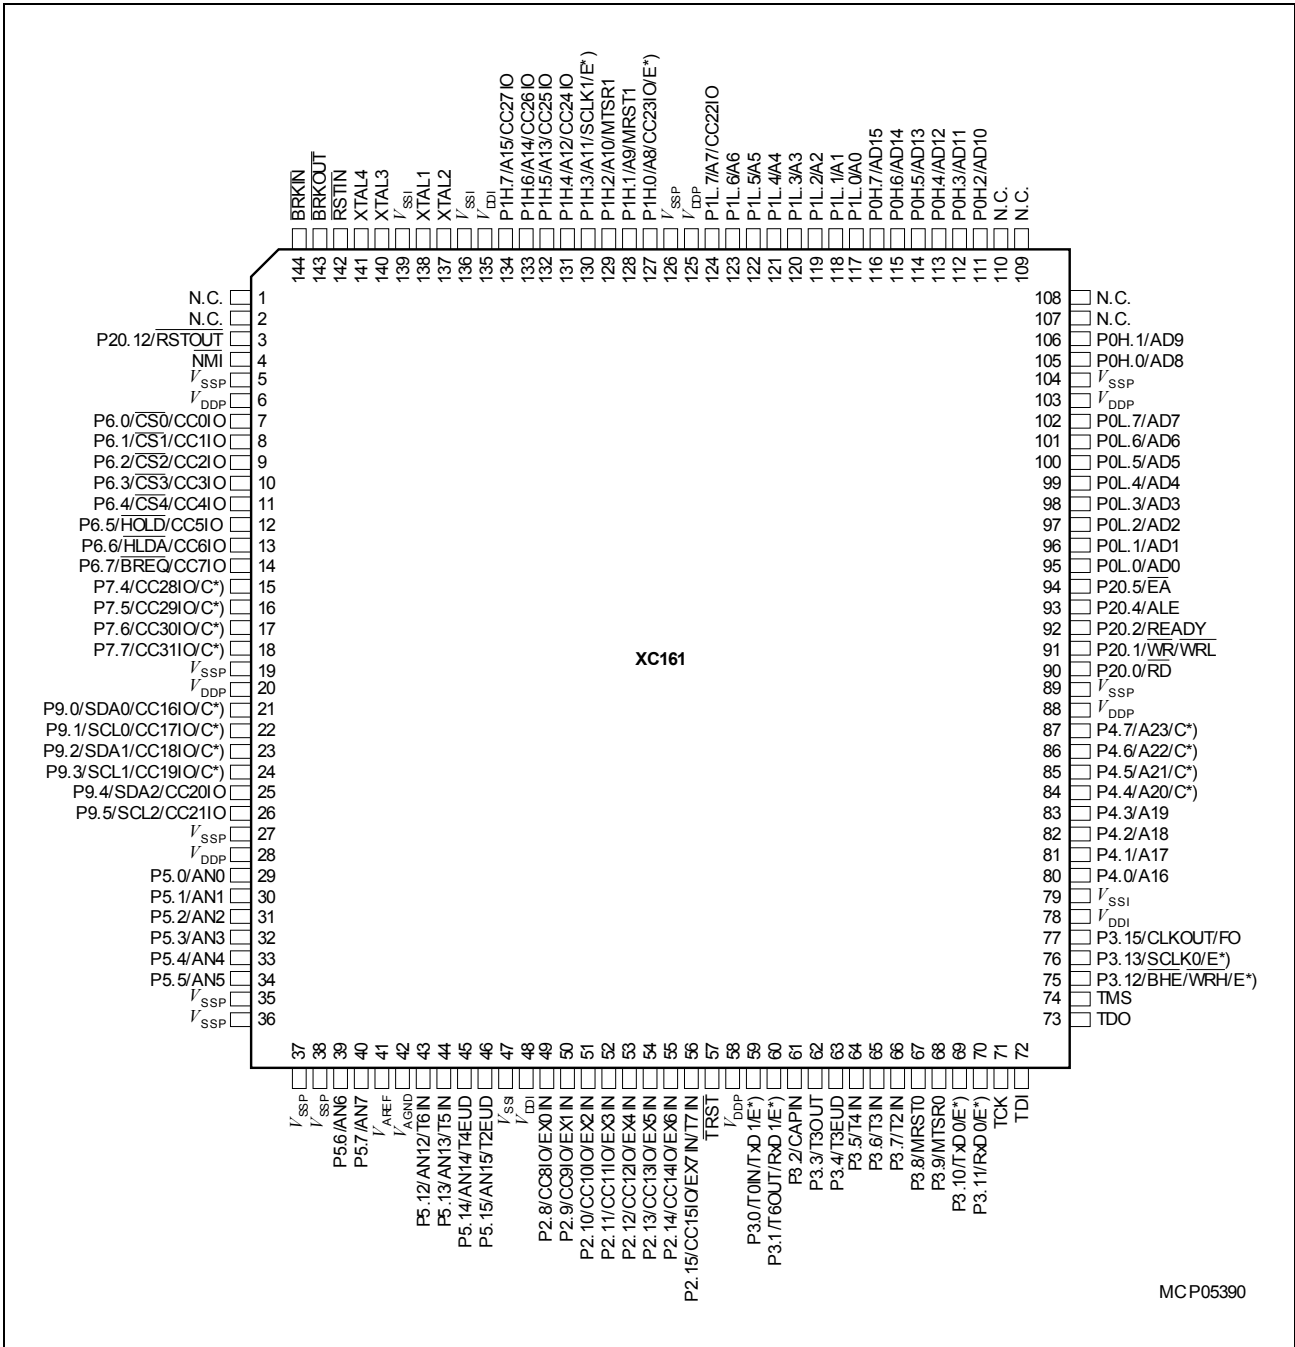 BRKIN
BRKOUT
RSTIN
XTAL4
XTAL3
VSSI
XTAL1
XTAL2
VSSI
VDDI
P1H.7/A15/CC27IO
P1H.6/A14/CC26IO
P1H.5/A13/CC25IO
P1H.4/A12/CC24IO
P1H.3/A11/SCLK1/E*)
P1H.2/A10/MTSR1
P1H.1/A9/MRST1
P1H.0/A8/CC23IO/E*)
VSSP
VDDP
P1L.7/A7/CC22IO
P1L.6/A6
P1L.5/A5
P1L.4/A4
P1L.3/A3
P1L.2/A2
P1L.1/A1
P1L.0/A0
P0H.7/AD15
P0H.6/AD14
P0H.5/AD13
P0H.4/AD12
P0H.3/AD11
P0H.2/AD10
N.C.
N.C.
144
143
142
141
140
139
138
137
136
135
134
133
132
131
130
129
128
127
126
125
124
123
122
121
120
119
118
117
116
115
114
113
112
111
110
109
N.C. 1
N.C. 2
P20.12/RSTOUT 3
NMI 4
VSSP 5
VDDP 6
P6.0/CS0/CC0IO 7
P6.1/CS1/CC1IO 8
P6.2/CS2/CC2IO 9
P6.3/CS3/CC3IO 10
P6.4/CS4/CC4IO 11
P6.5/HOLD/CC5IO 12
P6.6/HLDA/CC6IO 13
P6.7/BREQ/CC7IO 14
P7.4/CC28IO/C*) 15
P7.5/CC29IO/C*) 16
P7.6/CC30IO/C*) 17
P7.7/CC31IO/C*) 18
VSSP 19
VDDP 20
P9.0/SDA0/CC16IO/C*) 21
P9.1/SCL0/CC17IO/C*) 22
P9.2/SDA1/CC18IO/C*) 23
P9.3/SCL1/CC19IO/C*) 24
P9.4/SDA2/CC20IO 25
P9.5/SCL2/CC21IO 26
VSSP 27
VDDP 28
P5.0/AN0 29
P5.1/AN1 30
P5.2/AN2 31
P5.3/AN3 32
P5.4/AN4 33
P5.5/AN5 34
VSSP 35
VSSP 36
XC161
108 N.C.
107 N.C.
106 P0H.1/AD9
105 P0H.0/AD8
104 VSSP
103 VDDP
102 P0L.7/AD7
101 P0L.6/AD6
100 P0L.5/AD5
99 P0L.4/AD4
98 P0L.3/AD3
97 P0L.2/AD2
96 P0L.1/AD1
95 P0L.0/AD0
94 P20.5/EA
93 P20.4/ALE
92 P20.2/READY
91 P20.1/WR/WRL
90 P20.0/RD
89 VSSP
88 VDDP
87 P4.7/A23/C*)
86 P4.6/A22/C*)
85 P4.5/A21/C*)
84 P4.4/A20/C*)
83 P4.3/A19
82 P4.2/A18
81 P4.1/A17
80 P4.0/A16
79 VSSI
78 VDDI
77 P3.15/CLKOUT/FO
76 P3.13/SCLK0/E*)
75 P3.12/BHE/WRH/E*)
74 TMS
73 TDO
37
38
39
40
41
42
43
44
45
46
47
48
49
50
51
52
53
54
55
56
57
58
59
60
61
62
63
64
65
66
67
68
69
70
71
72
VSSP
VSSP
P5.6/AN6
P5.7/AN7
VAREF
VAGND
P5.12/AN12/T6IN
P5.13/AN13/T5IN
P5.14/AN14/T4EUD
P5.15/AN15/T2EUD
VSSI
VDDI
P2.8/CC8IO/EX0IN
P2.9/CC9IO/EX1IN
P2.10/CC10IO/EX2IN
P2.11/CC11IO/EX3IN
P2.12/CC12IO/EX4IN
P2.13/CC13IO/EX5IN
P2.14/CC14IO/EX6IN
P2.15/CC15IO/EX7IN/T7IN
TRST
VDDP
P3.0/T0IN/TxD1/E*)
P3.1/T6OUT/RxD1/E*)
P3.2/CAPIN
P3.3/T3OUT
P3.4/T3EUD
P3.5/T4IN
P3.6/T3IN
P3.7/T2IN
P3.8/MRST0
P3.9/MTSR0
P3.10/TxD0/E*)
P3.11/RxD0/E*)
TCK
TDI
MCP05390